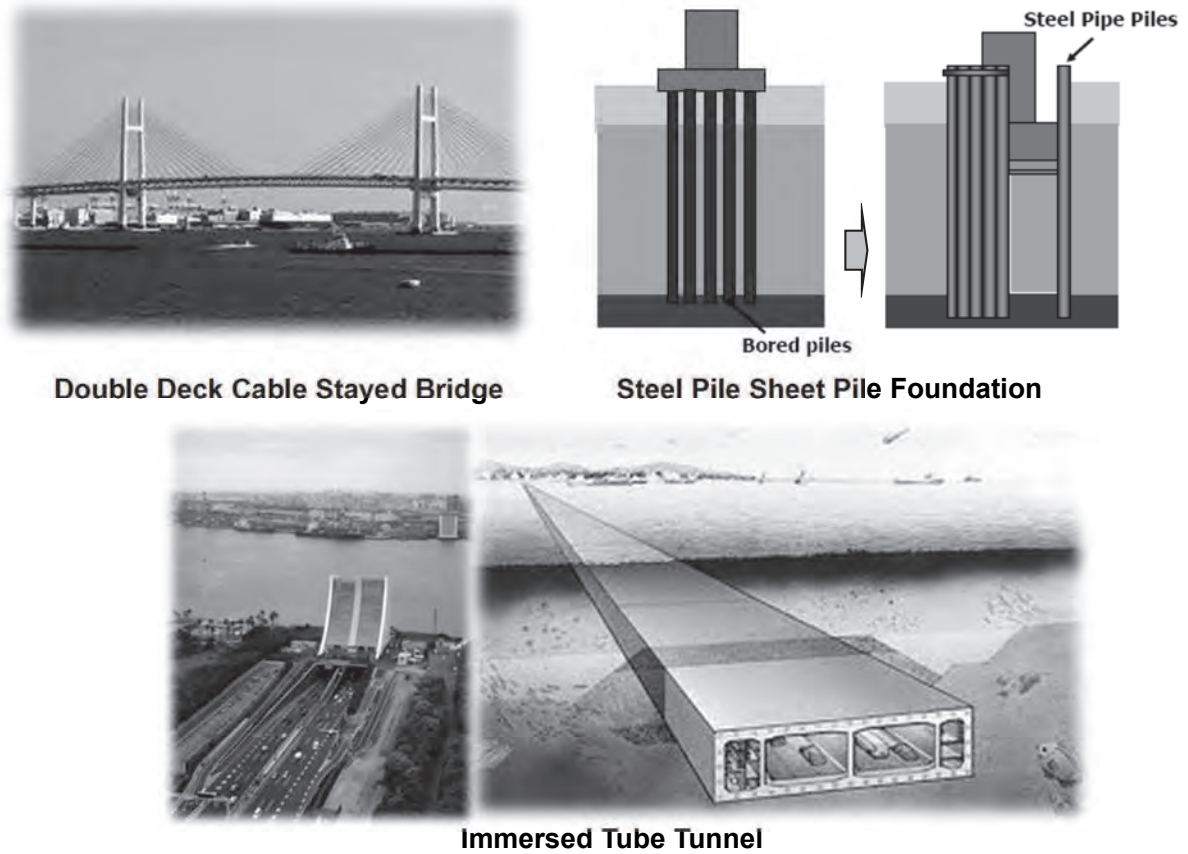 Steel Pipe Piles
Bored piles
Double Deck Cable Stayed Bridge
Steel Pile Sheet Pile Foundation
Immersed Tube Tunnel